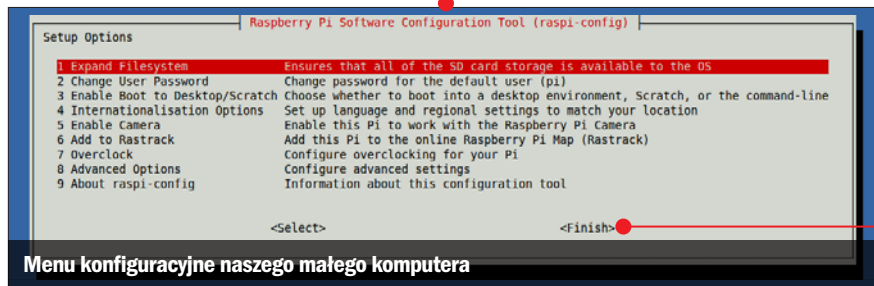 Raspberry Pi Software Configuration Tool (raspi-config)
Setup Options
1 Expand Filesystem Ensures that all of the SD card storage is available to the OS
2 Change User Password Change password for the default user (pi)
3 Enable Boot to Desktop/Scratch Choose whether to boot into a desktop environment, Scratch, or the command-line
4 Internationalisation Options Set up language and regional settings to match your location
5 Enable Camera Enable this Pi to work with the Raspberry Pi Camera
6 Add to Rastrack Add this Pi to the online Raspberry Pi Map (Rastrack)
7 Overclock Configure overclocking for your Pi
8 Advanced Options Configure advanced settings
9 About raspi-config Information about this configuration tool
<Select> <Finish>
Menu konfiguracyjne naszego małego komputera